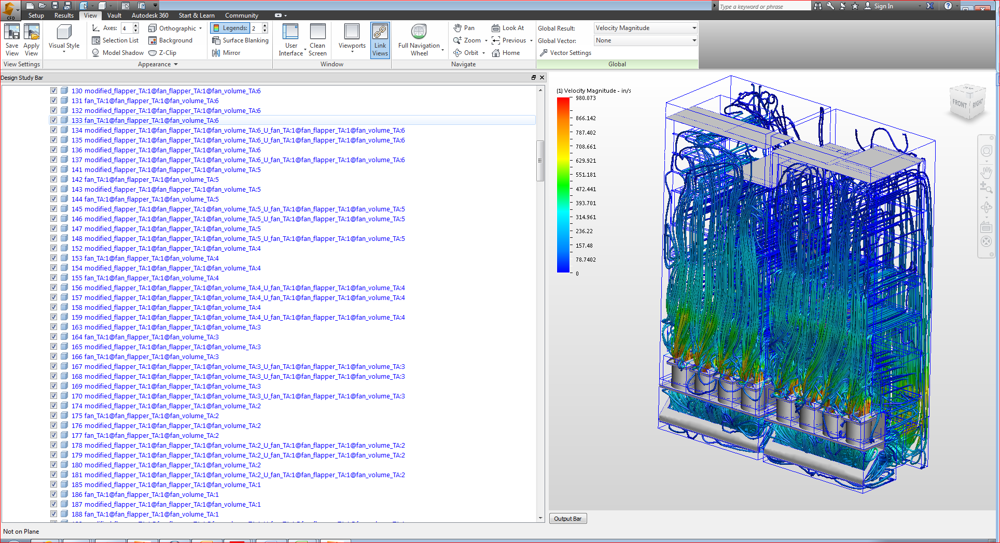 Type a keyword or phrase
Sign In
CFD
Setup
Results
View
Vault
Autodesk 360
Start & Learn
Community
Save View
Apply View
View Settings
Visual Style
Axes: 4
Selection List
Model Shadow
Orthographic
Background
Z-Clip
Legends: 2
Surface Blanking
Mirror
Appearance
User Interface
Clean Screen
Viewports
Link Views
Window
Full Navigation Wheel
Pan
Zoom
Orbit
Look At
Previous
Home
Navigate
Global Result: Velocity Magnitude
Global Vector: None
Vector Settings
Global
Design Study Bar
130 modified_flapper_TA:1@fan_flapper_TA:1@fan_volume_TA:6
131 fan_TA:1@fan_flapper_TA:1@fan_volume_TA:6
132 modified_flapper_TA:1@fan_flapper_TA:1@fan_volume_TA:6
133 fan_TA:1@fan_flapper_TA:1@fan_volume_TA:6
134 modified_flapper_TA:1@fan_flapper_TA:1@fan_volume_TA:6_U_fan_TA:1@fan_flapper_TA:1@fan_volume_TA:6
135 modified_flapper_TA:1@fan_flapper_TA:1@fan_volume_TA:6_U_fan_TA:1@fan_flapper_TA:1@fan_volume_TA:6
136 modified_flapper_TA:1@fan_flapper_TA:1@fan_volume_TA:6
137 modified_flapper_TA:1@fan_flapper_TA:1@fan_volume_TA:6_U_fan_TA:1@fan_flapper_TA:1@fan_volume_TA:6
141 modified_flapper_TA:1@fan_flapper_TA:1@fan_volume_TA:5
142 fan_TA:1@fan_flapper_TA:1@fan_volume_TA:5
143 modified_flapper_TA:1@fan_flapper_TA:1@fan_volume_TA:5
144 fan_TA:1@fan_flapper_TA:1@fan_volume_TA:5
145 modified_flapper_TA:1@fan_flapper_TA:1@fan_volume_TA:5_U_fan_TA:1@fan_flapper_TA:1@fan_volume_TA:5
146 modified_flapper_TA:1@fan_flapper_TA:1@fan_volume_TA:5_U_fan_TA:1@fan_flapper_TA:1@fan_volume_TA:5
147 modified_flapper_TA:1@fan_flapper_TA:1@fan_volume_TA:5
148 modified_flapper_TA:1@fan_flapper_TA:1@fan_volume_TA:5_U_fan_TA:1@fan_flapper_TA:1@fan_volume_TA:5
152 modified_flapper_TA:1@fan_flapper_TA:1@fan_volume_TA:4
153 fan_TA:1@fan_flapper_TA:1@fan_volume_TA:4
154 modified_flapper_TA:1@fan_flapper_TA:1@fan_volume_TA:4
155 fan_TA:1@fan_flapper_TA:1@fan_volume_TA:4
156 modified_flapper_TA:1@fan_flapper_TA:1@fan_volume_TA:4_U_fan_TA:1@fan_flapper_TA:1@fan_volume_TA:4
157 modified_flapper_TA:1@fan_flapper_TA:1@fan_volume_TA:4_U_fan_TA:1@fan_flapper_TA:1@fan_volume_TA:4
158 modified_flapper_TA:1@fan_flapper_TA:1@fan_volume_TA:4
159 modified_flapper_TA:1@fan_flapper_TA:1@fan_volume_TA:4_U_fan_TA:1@fan_flapper_TA:1@fan_volume_TA:4
163 modified_flapper_TA:1@fan_flapper_TA:1@fan_volume_TA:3
164 fan_TA:1@fan_flapper_TA:1@fan_volume_TA:3
165 modified_flapper_TA:1@fan_flapper_TA:1@fan_volume_TA:3
166 fan_TA:1@fan_flapper_TA:1@fan_volume_TA:3
167 modified_flapper_TA:1@fan_flapper_TA:1@fan_volume_TA:3_U_fan_TA:1@fan_flapper_TA:1@fan_volume_TA:3
168 modified_flapper_TA:1@fan_flapper_TA:1@fan_volume_TA:3_U_fan_TA:1@fan_flapper_TA:1@fan_volume_TA:3
169 modified_flapper_TA:1@fan_flapper_TA:1@fan_volume_TA:3
170 modified_flapper_TA:1@fan_flapper_TA:1@fan_volume_TA:3_U_fan_TA:1@fan_flapper_TA:1@fan_volume_TA:3
174 modified_flapper_TA:1@fan_flapper_TA:1@fan_volume_TA:2
175 fan_TA:1@fan_flapper_TA:1@fan_volume_TA:2
176 modified_flapper_TA:1@fan_flapper_TA:1@fan_volume_TA:2
177 fan_TA:1@fan_flapper_TA:1@fan_volume_TA:2
178 modified_flapper_TA:1@fan_flapper_TA:1@fan_volume_TA:2_U_fan_TA:1@fan_flapper_TA:1@fan_volume_TA:2
179 modified_flapper_TA:1@fan_flapper_TA:1@fan_volume_TA:2_U_fan_TA:1@fan_flapper_TA:1@fan_volume_TA:2
180 modified_flapper_TA:1@fan_flapper_TA:1@fan_volume_TA:2
181 modified_flapper_TA:1@fan_flapper_TA:1@fan_volume_TA:2_U_fan_TA:1@fan_flapper_TA:1@fan_volume_TA:2
185 modified_flapper_TA:1@fan_flapper_TA:1@fan_volume_TA:1
186 fan_TA:1@fan_flapper_TA:1@fan_volume_TA:1
187 modified_flapper_TA:1@fan_flapper_TA:1@fan_volume_TA:1
188 fan_TA:1@fan_flapper_TA:1@fan_volume_TA:1
(1) Velocity Magnitude - in/s
980.073
866.142
787.402
708.661
629.921
551.181
472.441
393.701
314.961
236.22
157.48
78.7402
0
FRONT
RIGHT
Output Bar
Not on Plane